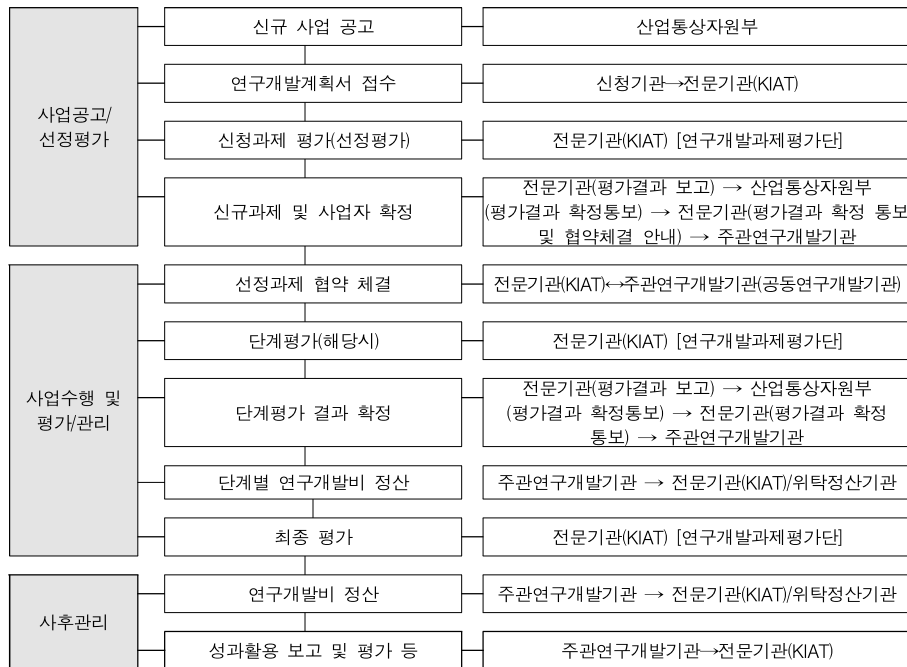 사업공고/
선정평가
신규 사업 공고
산업통상자원부
연구개발계획서 접수
신청기관→전문기관(KIAT)
신청과제 평가(선정평가)
전문기관(KIAT) [연구개발과제평가단]
신규과제 및 사업자 확정
전문기관(평가결과 보고) → 산업통상자원부
(평가결과 확정통보) → 전문기관(평가결과 확정 통보
및 협약체결 안내) → 주관연구개발기관
사업수행 및
평가/관리
선정과제 협약 체결
전문기관(KIAT)↔주관연구개발기관(공동연구개발기관)
단계평가(해당시)
전문기관(KIAT) [연구개발과제평가단]
단계평가 결과 확정
전문기관(평가결과 보고) → 산업통상자원부
(평가결과 확정통보) → 전문기관(평가결과 확정
통보) → 주관연구개발기관
단계별 연구개발비 정산
주관연구개발기관 → 전문기관(KIAT)/위탁정산기관
최종 평가
전문기관(KIAT) [연구개발과제평가단]
사후관리
연구개발비 정산
주관연구개발기관 → 전문기관(KIAT)/위탁정산기관
성과활용 보고 및 평가 등
주관연구개발기관→전문기관(KIAT)